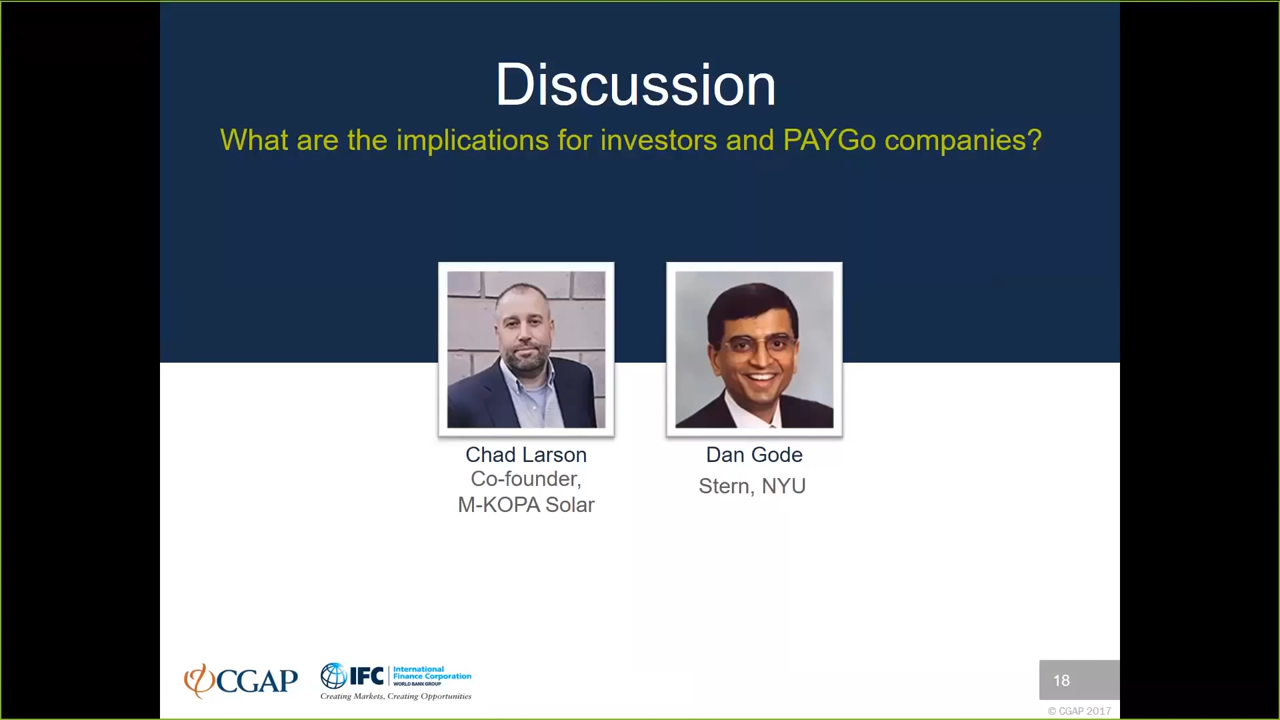 Discussion
What are the implications for investors and PAYGo companies?
Chad Larson
Co-founder,
M-KOPA Solar
Dan Gode
Stern, NYU
CGAP
IFC
International
Finance Corporation
WORLD BANK GROUP
Creating Markets, Creating Opportunities
18
© CGAP 2017